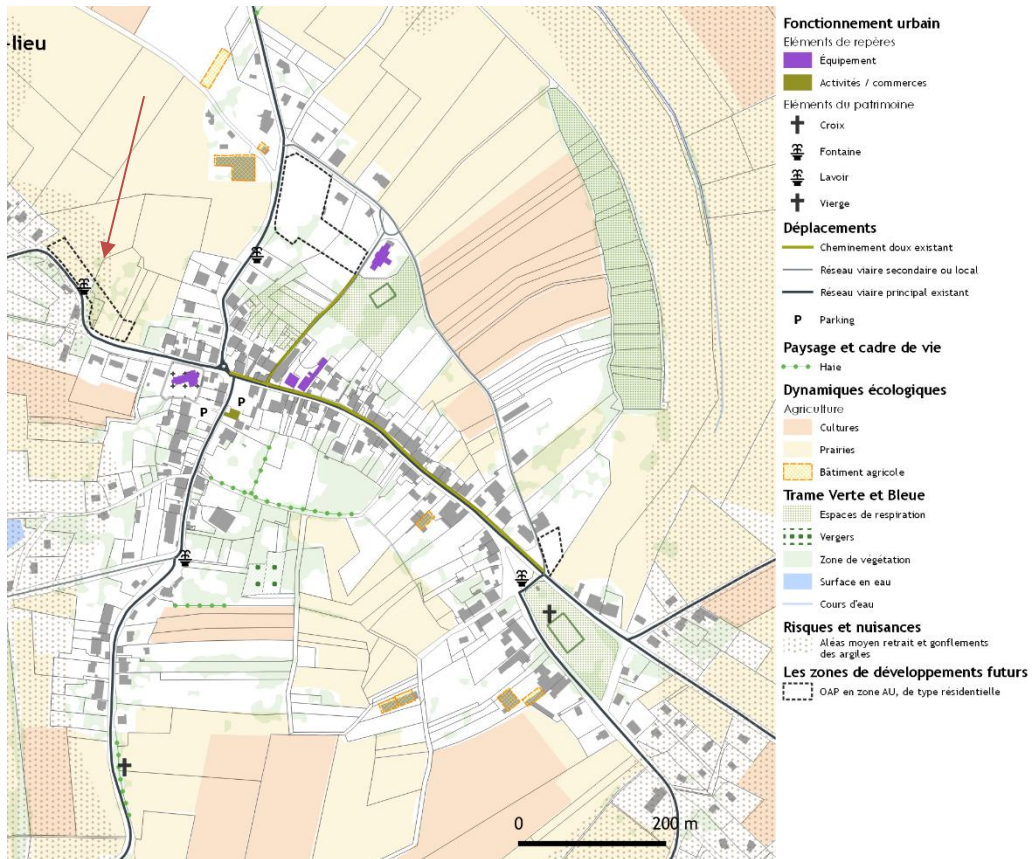 -lieu
P
P
0
200 m
Fonctionnement urbain
Eléments de repères
Équipement
Activités / commerces
Eléments du patrimoine
Croix
Fontaine
Lavoir
Vierge
Déplacements
Cheminement doux existant
Réseau viaire secondaire ou local
Réseau viaire principal existant
P Parking
Paysage et cadre de vie
Haie
Dynamiques écologiques
Agriculture
Cultures
Prairies
Bâtiment agricole
Trame Verte et Bleue
Espaces de respiration
Vergers
Zone de végétation
Surface en eau
Cours d'eau
Risques et nuisances
Aléas moyen retrait et gonflements
des argiles
Les zones de développements futurs
OAP en zone AU, de type résidentielle